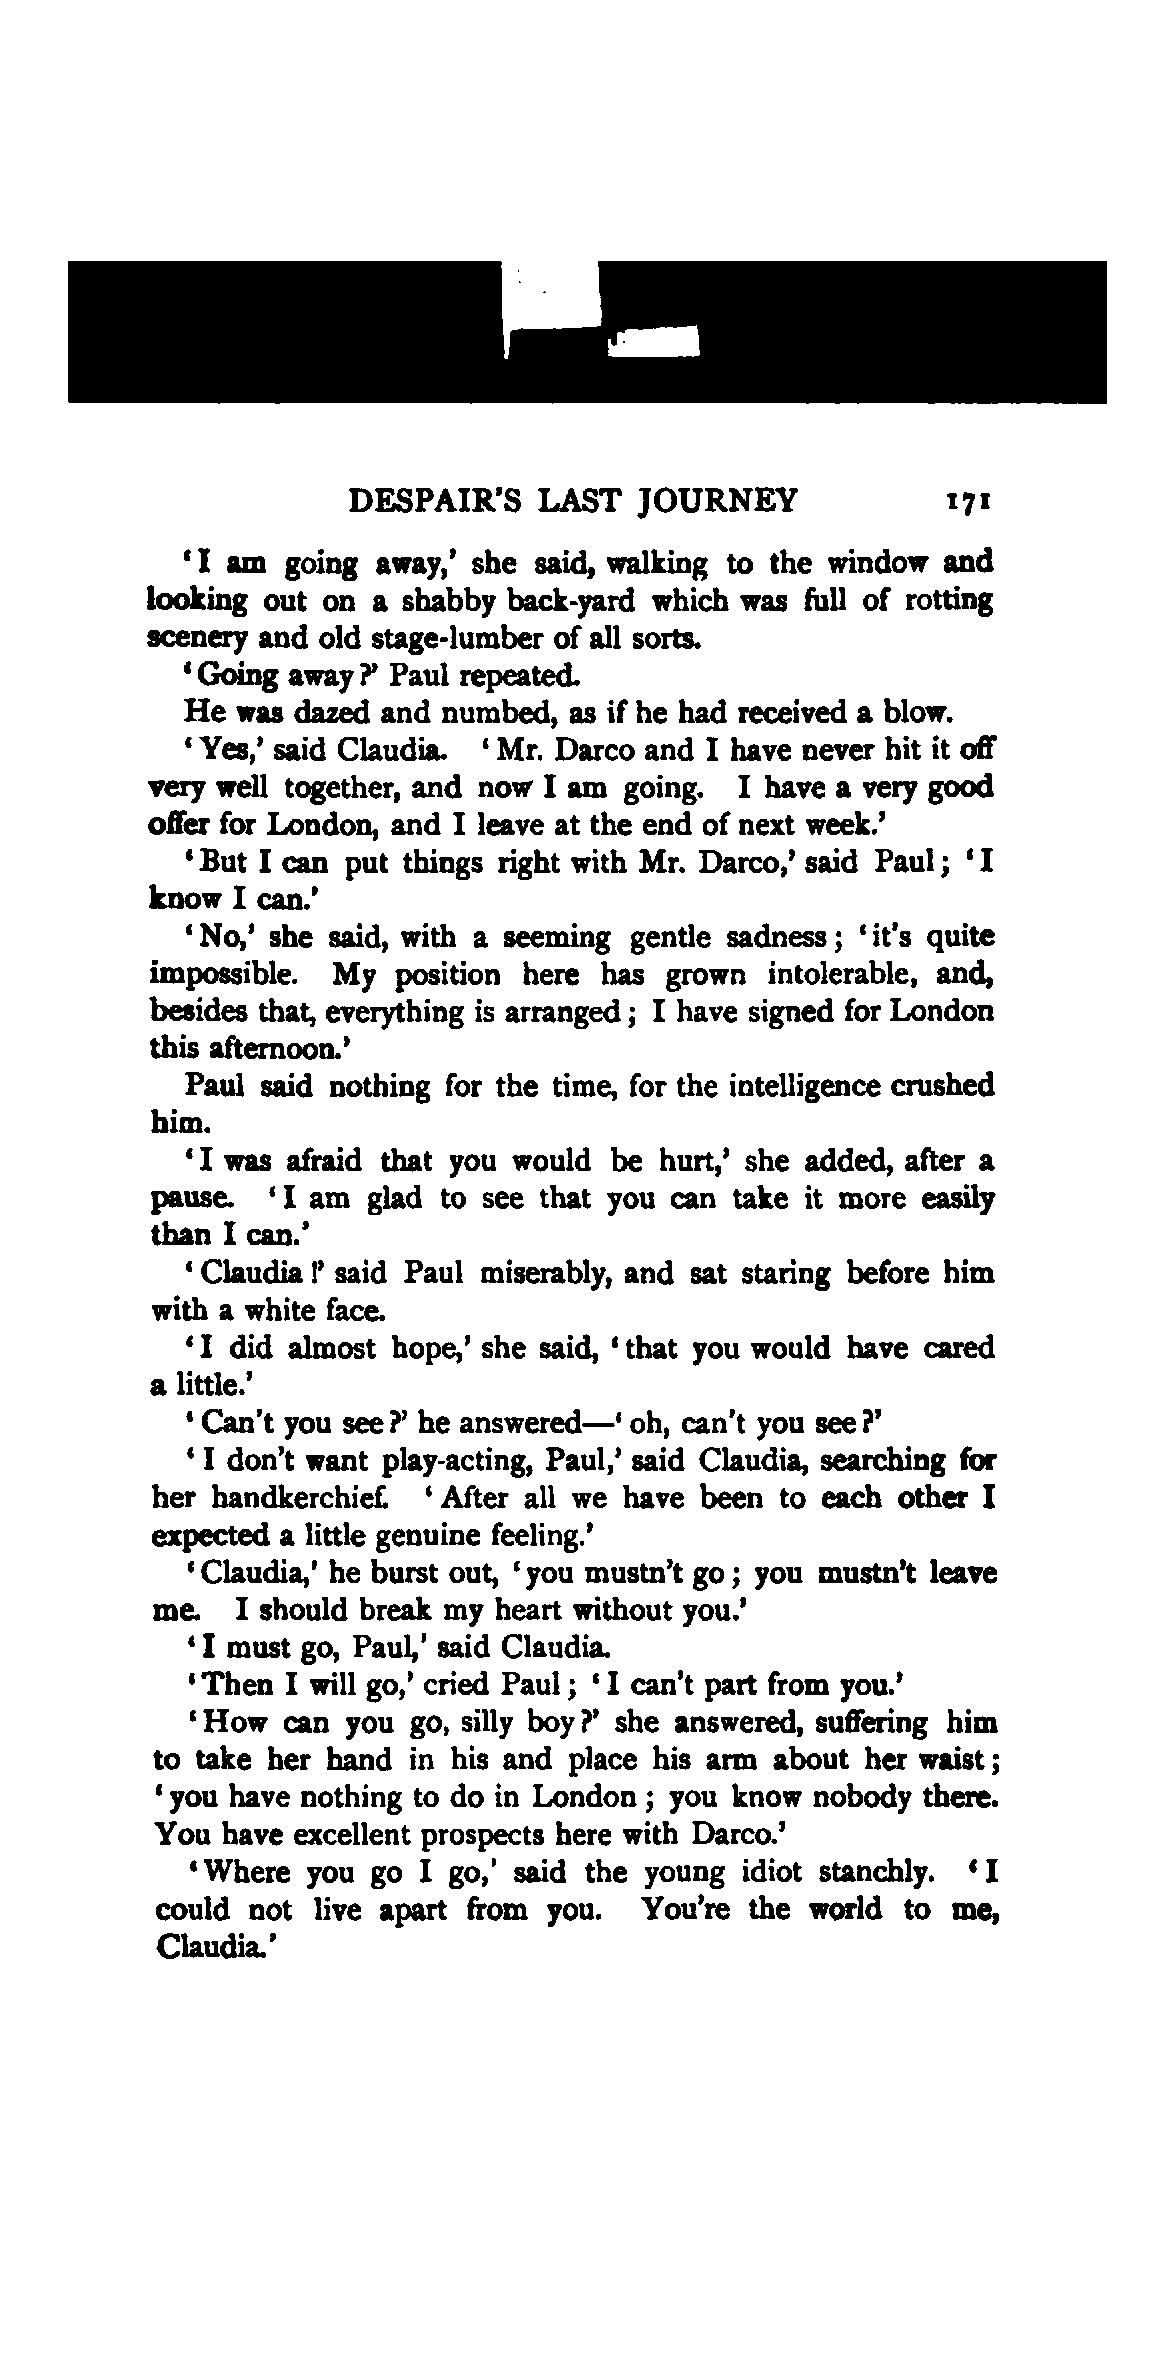 DESPAIR'S LAST JOURNEY 171
‘I am going away,’ she said, walking to the window and
looking out on a shabby back-yard which was full of rotting
scenery and old stage-lumber of all sorts.
‘Going away?’ Paul repeated.
He was dazed and numbed, as if he had received a blow.
‘Yes,’ said Claudia. ‘Mr. Darco and I have never hit it off
very well together, and now I am going. I have a very good
offer for London, and I leave at the end of next week.’
‘But I can put things right with Mr. Darco,’ said Paul; ‘I
know I can.’
‘No,’ she said, with a seeming gentle sadness; ‘it's quite
impossible. My position here has grown intolerable, and,
besides that, everything is arranged; I have signed for London
this afternoon.’
Paul said nothing for the time, for the intelligence crushed
him.
‘I was afraid that you would be hurt,’ she added, after a
pause. ‘I am glad to see that you can take it more easily
than I can.’
‘Claudia!’ said Paul miserably, and sat staring before him
with a white face.
‘I did almost hope,’ she said, ‘that you would have cared
a little.’
‘Can't you see?’ he answered—‘oh, can't you see?’
‘I don't want play-acting, Paul,’ said Claudia, searching for
her handkerchief. ‘After all we have been to each other I
expected a little genuine feeling.’
‘Claudia,’ he burst out, ‘you mustn't go; you mustn't leave
me. I should break my heart without you.’
‘I must go, Paul,’ said Claudia.
‘Then I will go,’ cried Paul; ‘I can't part from you.’
‘How can you go, silly boy?’ she answered, suffering him
to take her hand in his and place his arm about her waist;
‘you have nothing to do in London; you know nobody there.
You have excellent prospects here with Darco.’
‘Where you go I go,’ said the young idiot stanchly. ‘I
could not live apart from you. You're the world to me,
Claudia.’